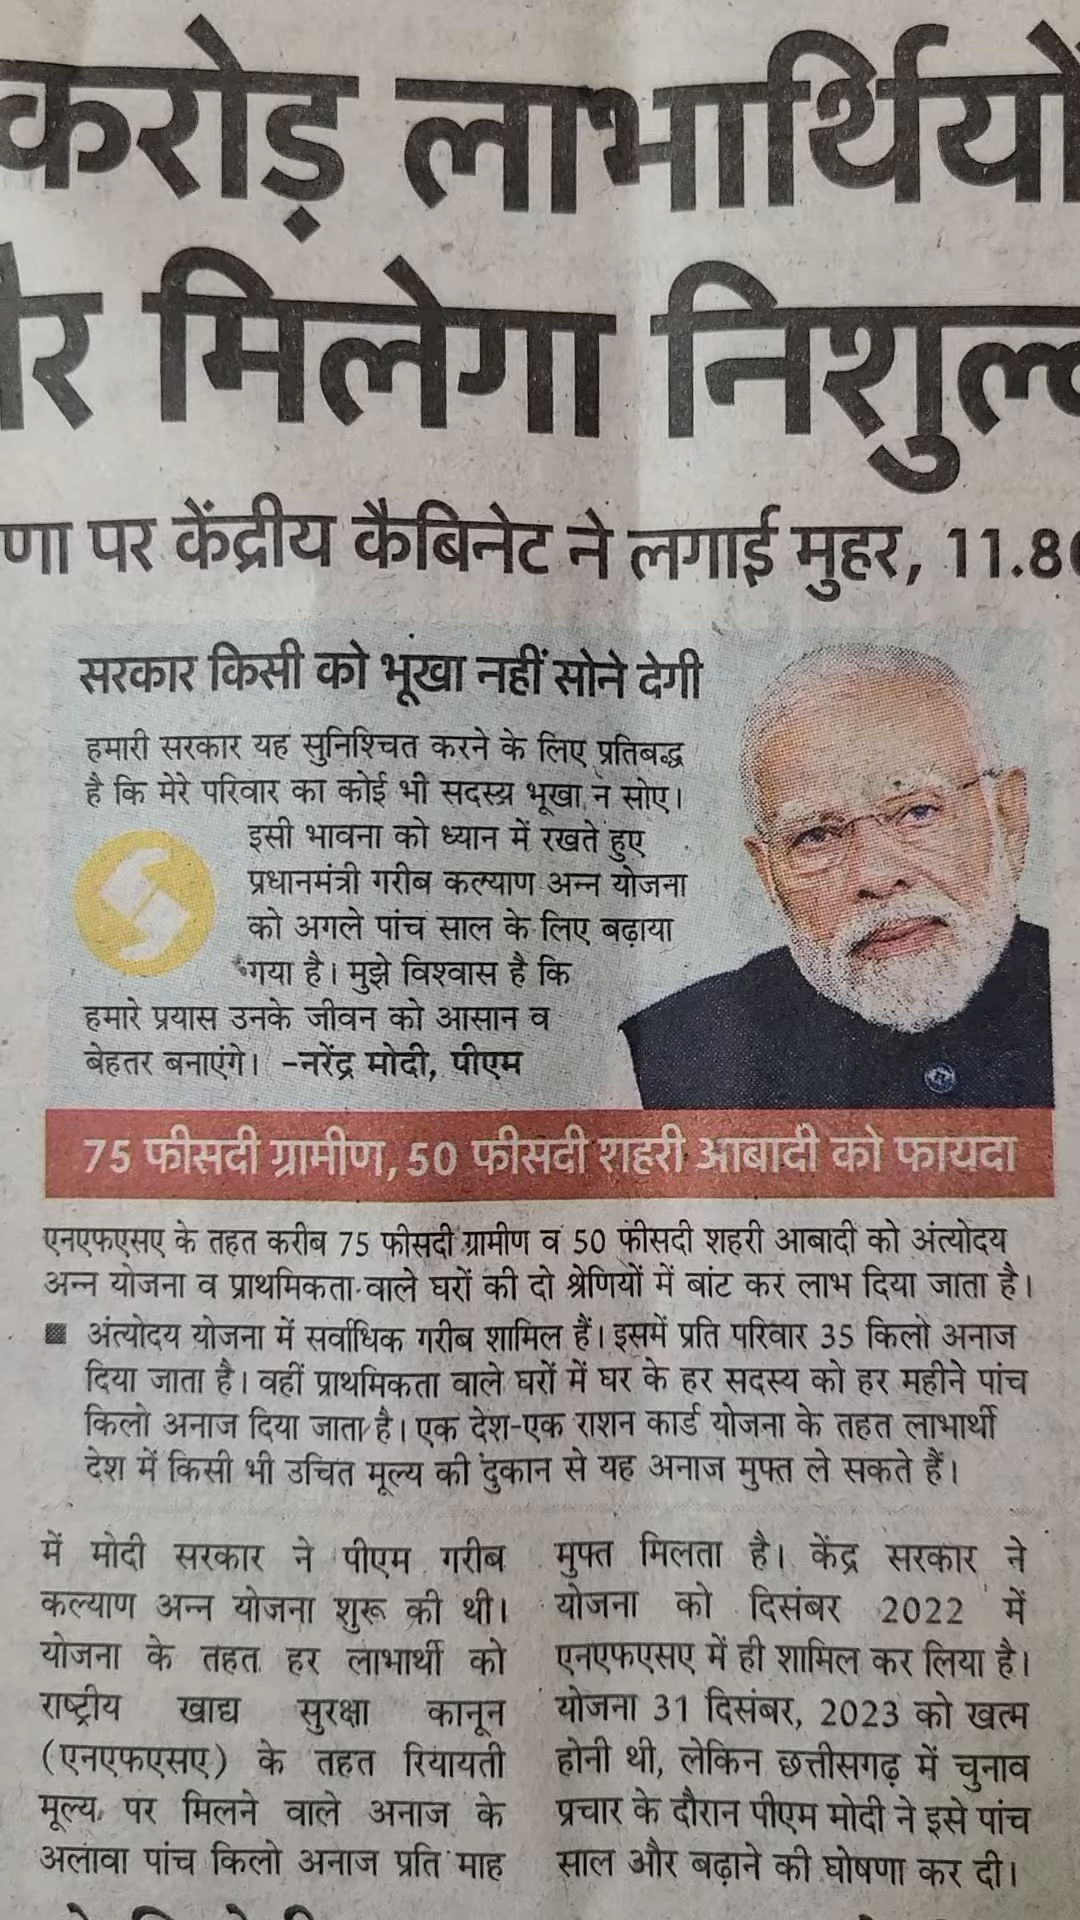 करोड़ लाभार्थियों
मिलेगा
पर केंद्रीय कैबिनेट ने लगाई मुहर,
सरकार किसी को भूखा नहीं सोने देगी
हमारी सरकार यह सुनिश्चित करने के लिए प्रतिबद्ध
है कि मेरे परिवार का कोई भी सदस्य भूखा न सोए।
इसी भावना को ध्यान में रखते हुए
प्रधानमंत्री गरीब कल्याण अन्न योजना
को अगले पांच साल के लिए बढ़ाया
गया है। मुझे विश्वास है कि
हमारे प्रयास उनके जीवन को आसान व
बेहतर बनाएंगे। -नरेंद्र मोदी, पीएम
75 फीसदी ग्रामीण, 50 फीसदी शहरी आबादी को फायदा
एनएफएसए के तहत करीब 75 फीसदी ग्रामीण व 50 फीसदी शहरी आबादी को अंत्योदय
अन्न योजना व प्राथमिकता वाले घरों की दो श्रेणियों में बांट कर लाभ दिया जाता है।
अंत्योदय योजना में सर्वाधिक गरीब शामिल हैं। इसमें प्रति परिवार 35 किलो अनाज
दिया जाता है। वहीं प्राथमिकता वाले घरों में घर के हर सदस्य को हर महीने पांच
किलो अनाज दिया जाता है। एक देश-एक राशन कार्ड योजना के तहत लाभार्थी
देश में किसी भी उचित मूल्य की दुकान से यह अनाज मुफ्त ले सकते हैं।
में मोदी सरकार ने पीएम गरीब
कल्याण अन्न योजना शुरू की थी।
योजना के तहत हर लाभार्थी को
राष्ट्रीय खाद्य सुरक्षा कानून
(एनएफएसए) के तहत रियायती
मूल्य पर मिलने वाले अनाज के
अलावा पांच किलो अनाज प्रति माह
मुफ्त मिलता है। केंद्र सरकार ने
योजना को दिसंबर 2022 में
एनएफएसए में ही शामिल कर लिया है।
योजना 31 दिसंबर, 2023 को खत्म
होनी थी, लेकिन छत्तीसगढ़ में चुनाव
प्रचार के दौरान पीएम मोदी ने इसे पांच
साल और बढ़ाने की घोषणा कर दी।